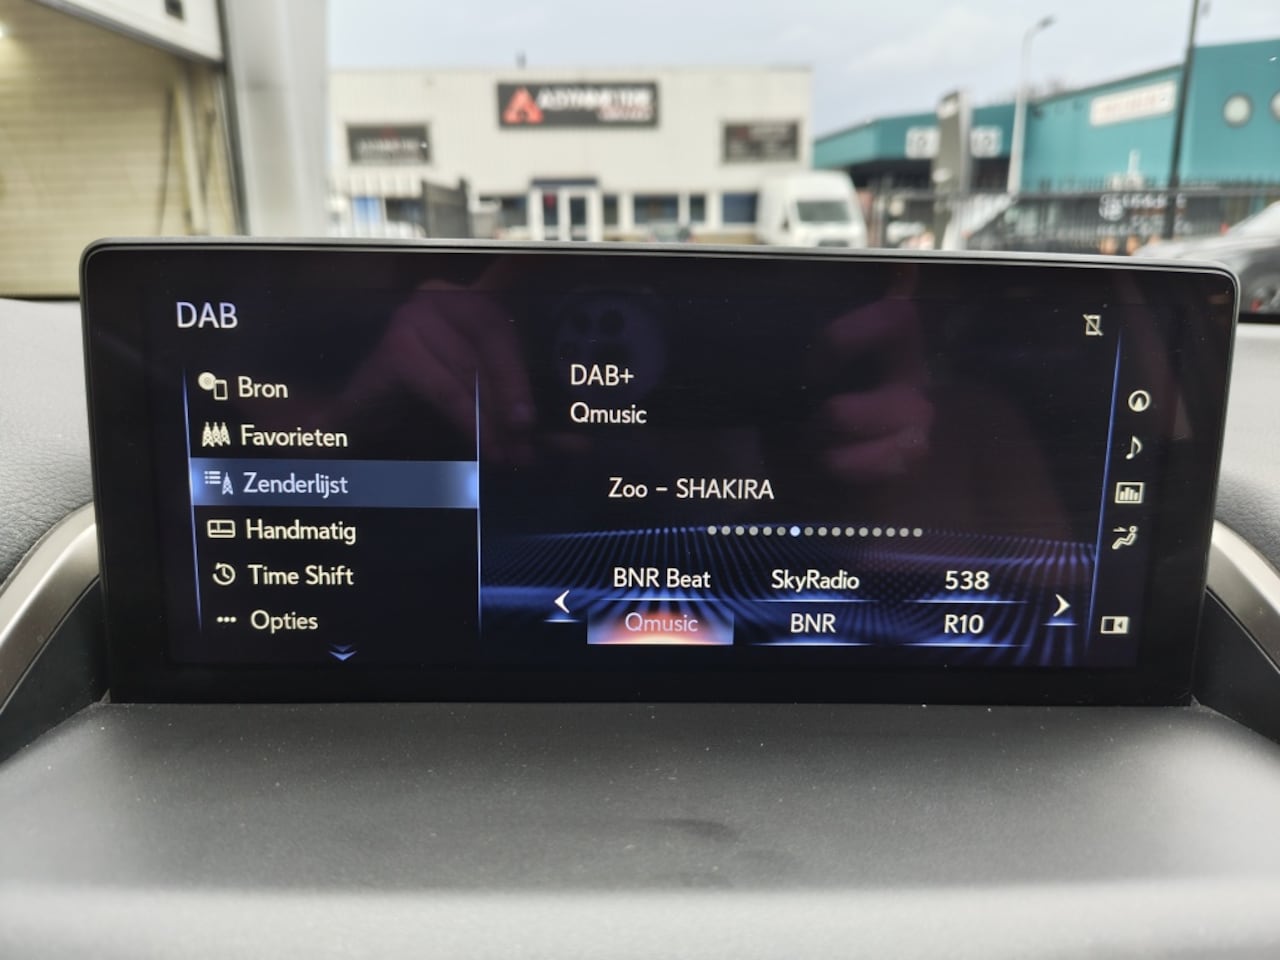 DAB
Bron
Favorieten
Zenderlijst
Handmatig
Time Shift
Opties
DAB+
Qmusic
Zoo – SHAKIRA
BNR Beat
SkyRadio
538
Qmusic
BNR
R10